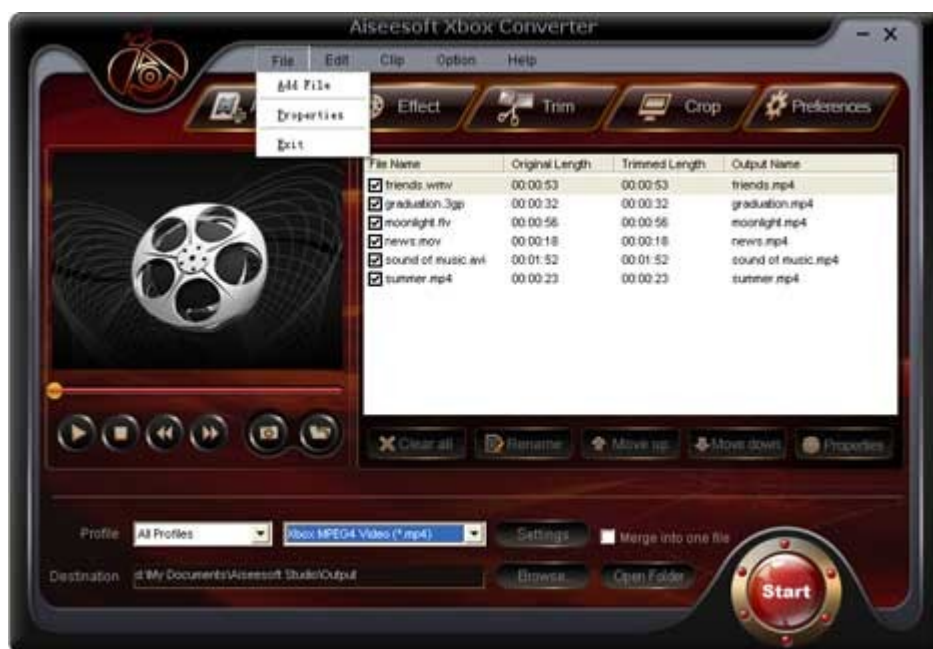 Aiseesoft Xbox Converter
File Edit Clip Option Help
Add File
Properties
Exit
Effect Trim Crop Preferences
File Name Original Length Trimmed Length Output Name
friends.wmv 00:00:53 00:00:53 friends.mp4
graduation.3gp 00:00:32 00:00:32 graduation.mp4
moonlight.flv 00:00:56 00:00:56 moonlight.mp4
news.mov 00:00:18 00:00:18 news.mp4
sound of music.avi 00:01:52 00:01:52 sound of music.mp4
summer.mp4 00:00:23 00:00:23 summer.mp4
Clear all Rename Move up Move down Properties
Profile All Profiles Xbox MPEG4 Video (*.mp4) Settings Merge into one file
Destination d:\My Documents\Aiseesoft Studio\Output Browse Open Folder
Start